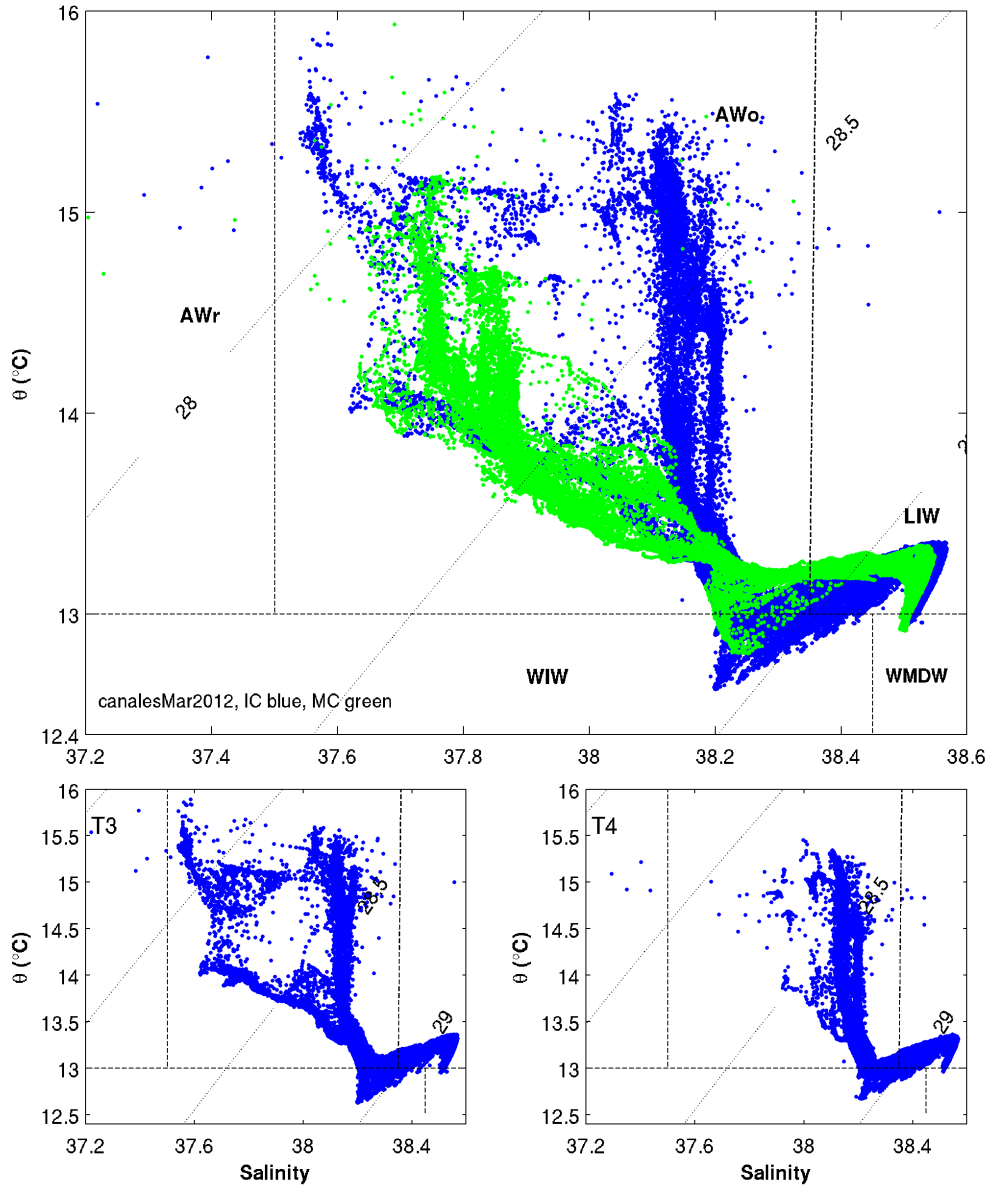 16
15
14
13
12.4
θ (°C)
AWo
28.5
AWr
28
LIW
WIW
WMDW
canalesMar2012, IC blue, MC green
37.2 37.4 37.6 37.8 38 38.2 38.4 38.6
16
15.5
15
14.5
14
13.5
13
12.5
θ (°C)
T3
28.5
29
37.2 37.6 38 38.4
Salinity
16
15.5
15
14.5
14
13.5
13
12.5
θ (°C)
T4
28.5
29
37.2 37.6 38 38.4
Salinity